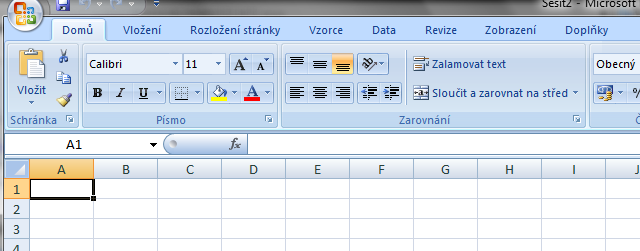 Sešit2 - Microsoft
Domů Vložení Rozložení stránky Vzorce Data Revize Zobrazení Doplňky
Vložit
Calibri 11 A A
B I U A
Zalamovat text
Sloučit a zarovnat na střed
Obecný
%
Schránka Písmo Zarovnání
A1 fx
A B C D E F G H I J
1
2
3
4